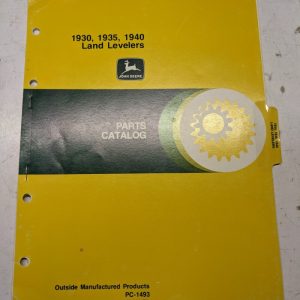 1930, 1935, 1940
Land Levelers
JOHN DEERE
PARTS
CATALOG
Outside Manufactured Products
PC-1493